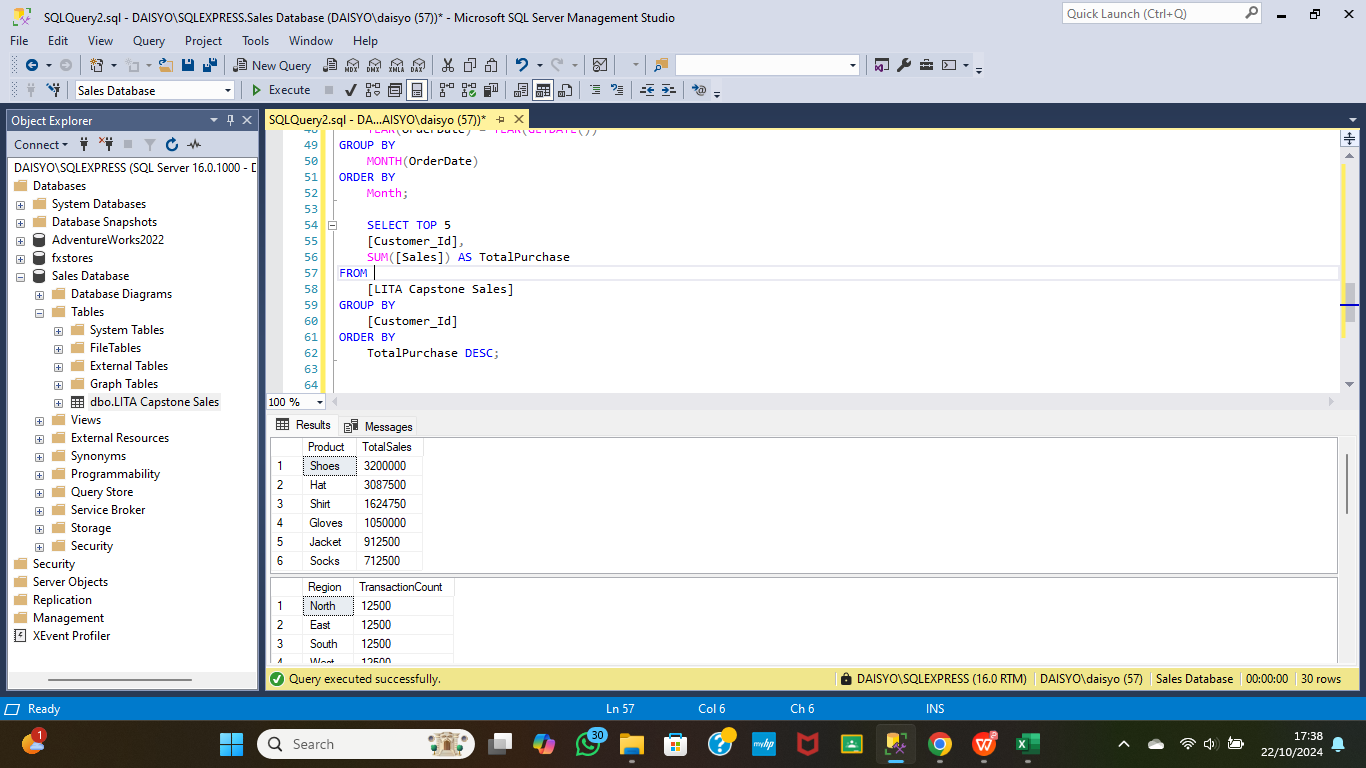 SQLQuery2.sql - DAISYO\SQLEXPRESS.Sales Database (DAISYO\daisyo (57))* - Microsoft SQL Server Management Studio
Quick Launch (Ctrl+Q)
File Edit View Query Project Tools Window Help
New Query MDX DMX XMLA DAX
Sales Database Execute
Object Explorer
Connect
DAISYO\SQLEXPRESS (SQL Server 16.0.1000 - D
Databases
System Databases
Database Snapshots
AdventureWorks2022
fxstores
Sales Database
Database Diagrams
Tables
System Tables
FileTables
External Tables
Graph Tables
dbo.LITA Capstone Sales
Views
External Resources
Synonyms
Programmability
Query Store
Service Broker
Storage
Security
Security
Server Objects
Replication
Management
XEvent Profiler
SQLQuery2.sql - DA...AISYO\daisyo (57))*
48 YEAR(OrderDate) = YEAR(GETDATE())
49 GROUP BY
50 MONTH(OrderDate)
51 ORDER BY
52 Month;
53
54 SELECT TOP 5
55 [Customer_Id],
56 SUM([Sales]) AS TotalPurchase
57 FROM
58 [LITA Capstone Sales]
59 GROUP BY
60 [Customer_Id]
61 ORDER BY
62 TotalPurchase DESC;
63
64
100 %
Results Messages
Product TotalSales
1 Shoes 3200000
2 Hat 3087500
3 Shirt 1624750
4 Gloves 1050000
5 Jacket 912500
6 Socks 712500
Region TransactionCount
1 North 12500
2 East 12500
3 South 12500
4 West 12500
Query executed successfully. DAISYO\SQLEXPRESS (16.0 RTM) DAISYO\daisyo (57) Sales Database 00:00:00 30 rows
Ready Ln 57 Col 6 Ch 6 INS
1
Search
30
hp
17:38
22/10/2024